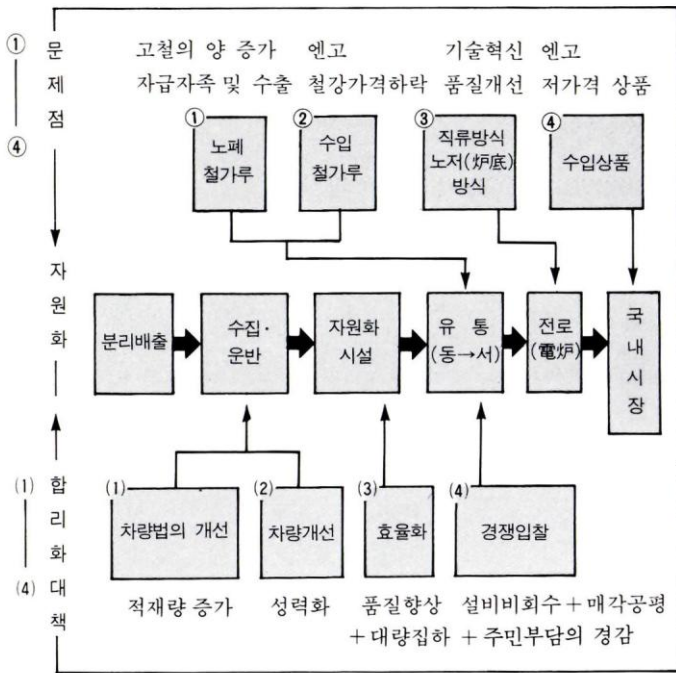 ① 문제점 ④
고철의 양 증가 엔고 기술혁신 엔고
자급자족 및 수출 철강가격하락 품질개선 저가격 상품
① 노폐
철가루
② 수입
철가루
③ 직류방식
노저(炉底)
방식
④ 수입상품
자원화
분리배출
수집·
운반
자원화
시설
유 통
(동→서)
전로
(電炉)
국내시장
(1) 합리화 대책 (4)
(1) 차량법의 개선
(2) 차량개선
(3) 효율화
(4) 경쟁입찰
적재량 증가 성력화 품질향상 설비비회수+매각공평
+대량집하 +주민부담의 경감